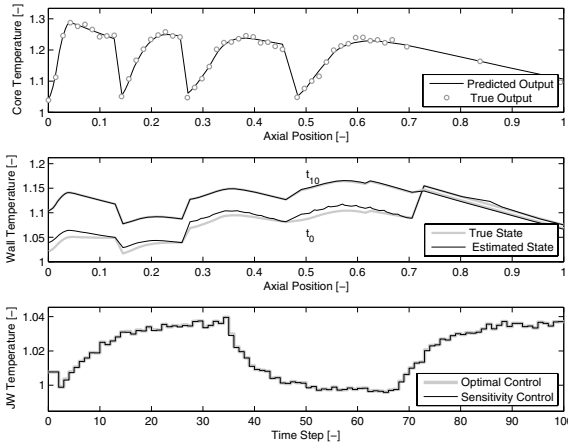 1.3
1.2
1.1
1
0 0.1 0.2 0.3 0.4 0.5 0.6 0.7 0.8 0.9 1
Core Temperature [–]
Axial Position [–]
Predicted Output
True Output
1.2
1.15
1.1
1.05
1
0 0.1 0.2 0.3 0.4 0.5 0.6 0.7 0.8 0.9 1
Wall Temperature [–]
Axial Position [–]
t10
t0
True State
Estimated State
1.04
1.02
1
0 10 20 30 40 50 60 70 80 90 100
JW Temperature [–]
Time Step [–]
Optimal Control
Sensitivity Control